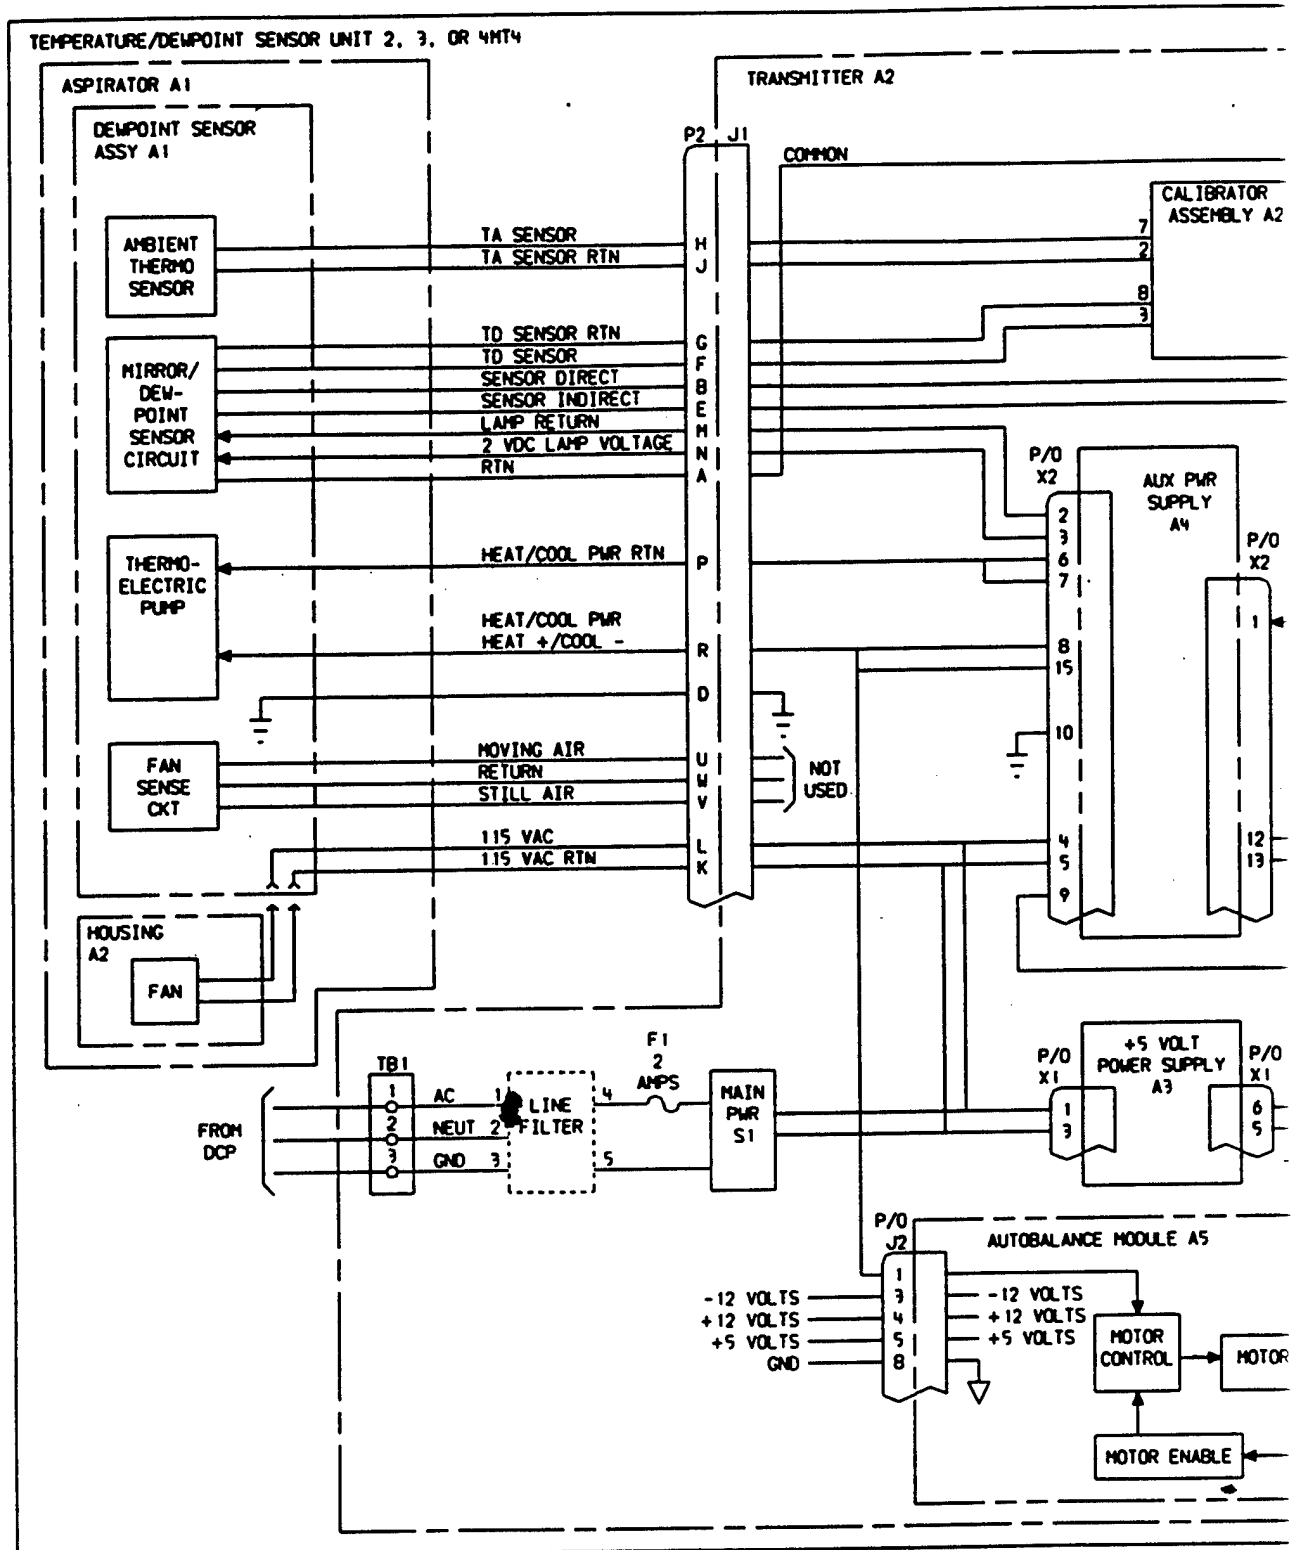 TEMPERATURE/DEWPOINT SENSOR UNIT 2, 3, OR 4MT4
ASPIRATOR A1
DEWPOINT SENSOR
ASSY A1
TRANSMITTER A2
P2 J1
COMMON
CALIBRATOR
ASSEMBLY A2
7
2
8
3
AMBIENT
THERMO
SENSOR
TA SENSOR
H
TA SENSOR RTN
J
MIRROR/
DEW-
POINT
SENSOR
CIRCUIT
TD SENSOR RTN
G
TD SENSOR
F
SENSOR DIRECT
B
SENSOR INDIRECT
E
LAMP RETURN
M
2 VDC LAMP VOLTAGE
N
RTN
A
P/O
X2
AUX PWR
SUPPLY
A4
2
3
6
7
8
15
10
4
5
9
P/O
X2
1
12
13
THERMO-
ELECTRIC
PUMP
HEAT/COOL PWR RTN
P
HEAT/COOL PWR
HEAT +/COOL -
R
D
FAN
SENSE
CKT
MOVING AIR
U
RETURN
W
STILL AIR
V
NOT
USED
115 VAC
L
115 VAC RTN
K
HOUSING
A2
FAN
FROM
DCP
TB1
1
2
3
AC 1
NEUT 2
GND 3
LINE
FILTER
4
5
F1
2
AMPS
MAIN
PWR
S1
P/O
X1
+5 VOLT
POWER SUPPLY
A3
P/O
X1
1
3
6
5
P/O
J2
AUTOBALANCE MODULE A5
1
-12 VOLTS 3 -12 VOLTS
+12 VOLTS 4 +12 VOLTS
+5 VOLTS 5 +5 VOLTS
GND 8
MOTOR
CONTROL
MOTOR
MOTOR ENABLE